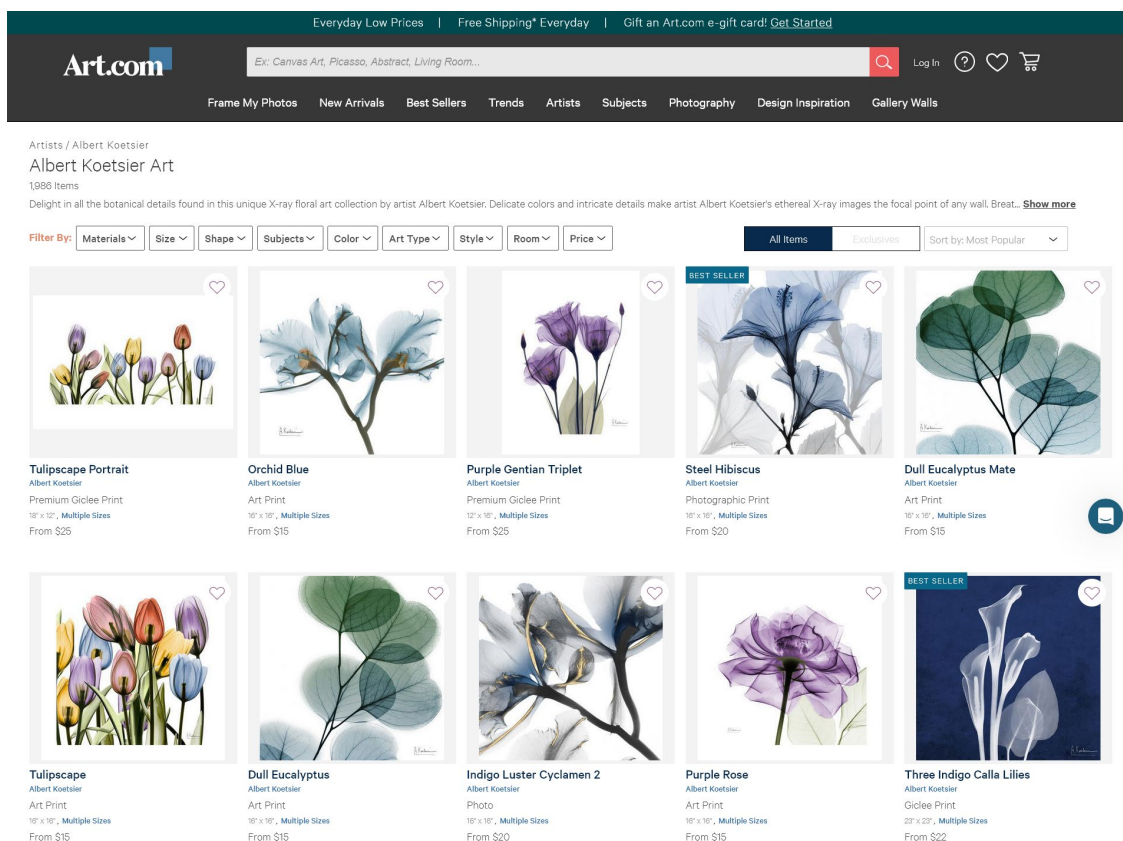 Everyday Low Prices | Free Shipping* Everyday | Gift an Art.com e-gift card! Get Started
Art.com
Ex: Canvas Art, Picasso, Abstract, Living Room...
Log In
Frame My Photos New Arrivals Best Sellers Trends Artists Subjects Photography Design Inspiration Gallery Walls
Artists / Albert Koetsier
Albert Koetsier Art
1,986 Items
Delight in all the botanical details found in this unique X-ray floral art collection by artist Albert Koetsier. Delicate colors and intricate details make artist Albert Koetsier's ethereal X-ray images the focal point of any wall. Breat... Show more
Filter By: Materials Size Shape Subjects Color Art Type Style Room Price All Items Exclusives Sort by: Most Popular
BEST SELLER
Tulipscape Portrait Orchid Blue Purple Gentian Triplet Steel Hibiscus Dull Eucalyptus Mate
Albert Koetsier Albert Koetsier Albert Koetsier Albert Koetsier Albert Koetsier
Premium Giclee Print Art Print Premium Giclee Print Photographic Print Art Print
18" x 12", Multiple Sizes 16" x 16", Multiple Sizes 12" x 16", Multiple Sizes 16" x 16", Multiple Sizes 16" x 16", Multiple Sizes
From $25 From $15 From $25 From $20 From $15
BEST SELLER
Tulipscape Dull Eucalyptus Indigo Luster Cyclamen 2 Purple Rose Three Indigo Calla Lilies
Albert Koetsier Albert Koetsier Albert Koetsier Albert Koetsier Albert Koetsier
Art Print Art Print Photo Art Print Giclee Print
16" x 16", Multiple Sizes 16" x 16", Multiple Sizes 16" x 16", Multiple Sizes 16" x 16", Multiple Sizes 23" x 23", Multiple Sizes
From $15 From $15 From $20 From $15 From $22